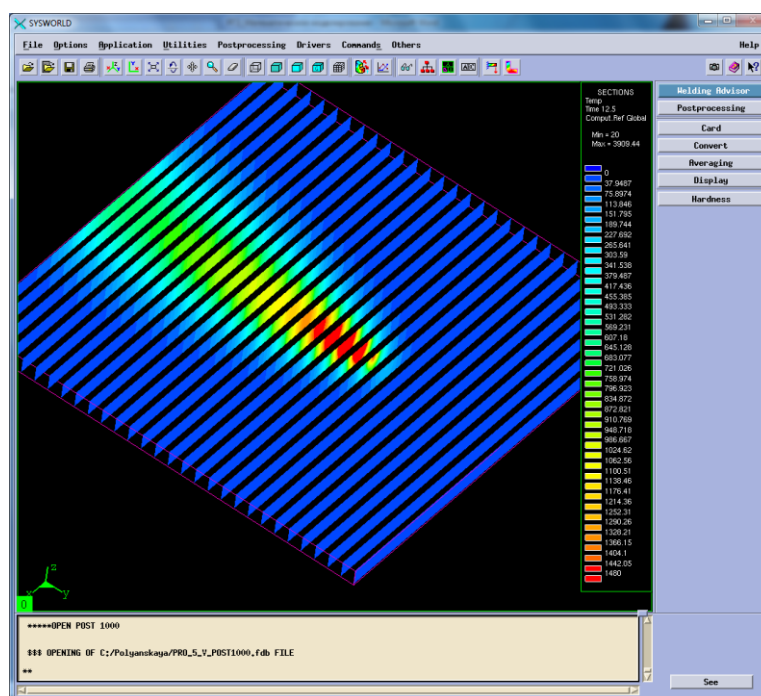 SYSWORLD
File Options Application Utilities Postprocessing Drivers Commands Others Help
ABC
SECTIONS
Temp
Time 12.5
Comput.Ref Global
Min = 20
Max = 3909.44
0
37.9487
75.8974
113.846
151.795
189.744
227.692
265.641
303.59
341.538
379.487
417.436
455.385
493.333
531.282
569.231
607.18
645.128
683.077
721.026
758.974
796.923
834.872
872.821
910.769
948.718
986.667
1024.62
1062.56
1100.51
1138.46
1176.41
1214.36
1252.31
1290.26
1328.21
1366.15
1404.1
1442.05
1480
Welding Advisor
Postprocessing
Card
Convert
Averaging
Display
Hardness
z
x
y
0
*****OPEN POST 1000
$$$ OPENING OF C:/Polyanskaya/PRO_5_V_POST1000.fdb FILE
**
See